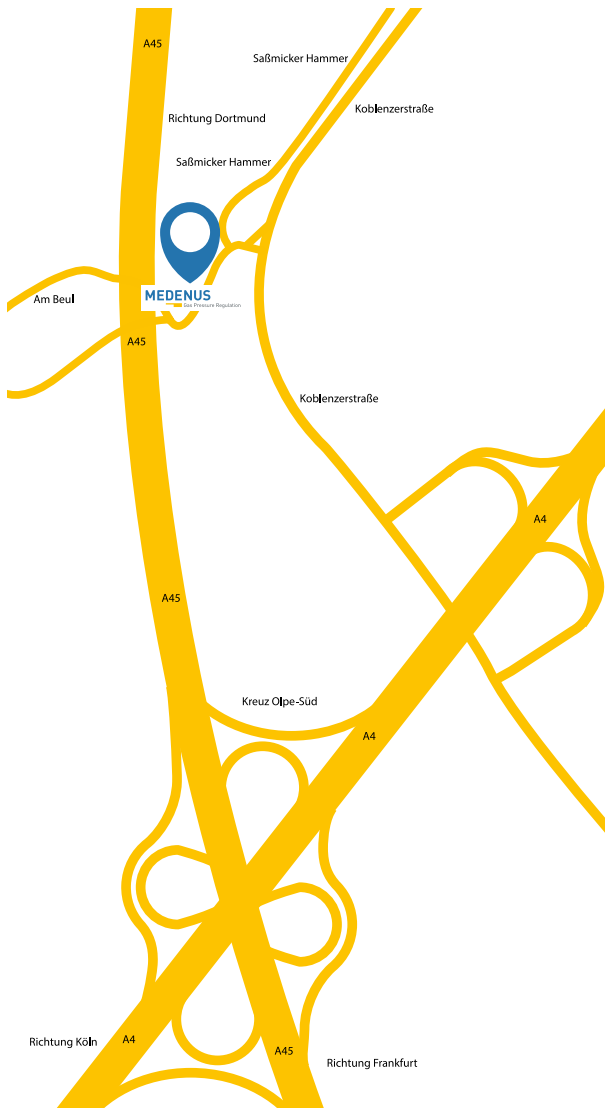 A45
Saßmicker Hammer
Koblenzerstraße
Richtung Dortmund
Saßmicker Hammer
MEDENUS
Gas Pressure Regulation
Am Beul
A45
Koblenzerstraße
A4
A45
Kreuz Olpe-Süd
A4
Richtung Köln
A4
A45
Richtung Frankfurt